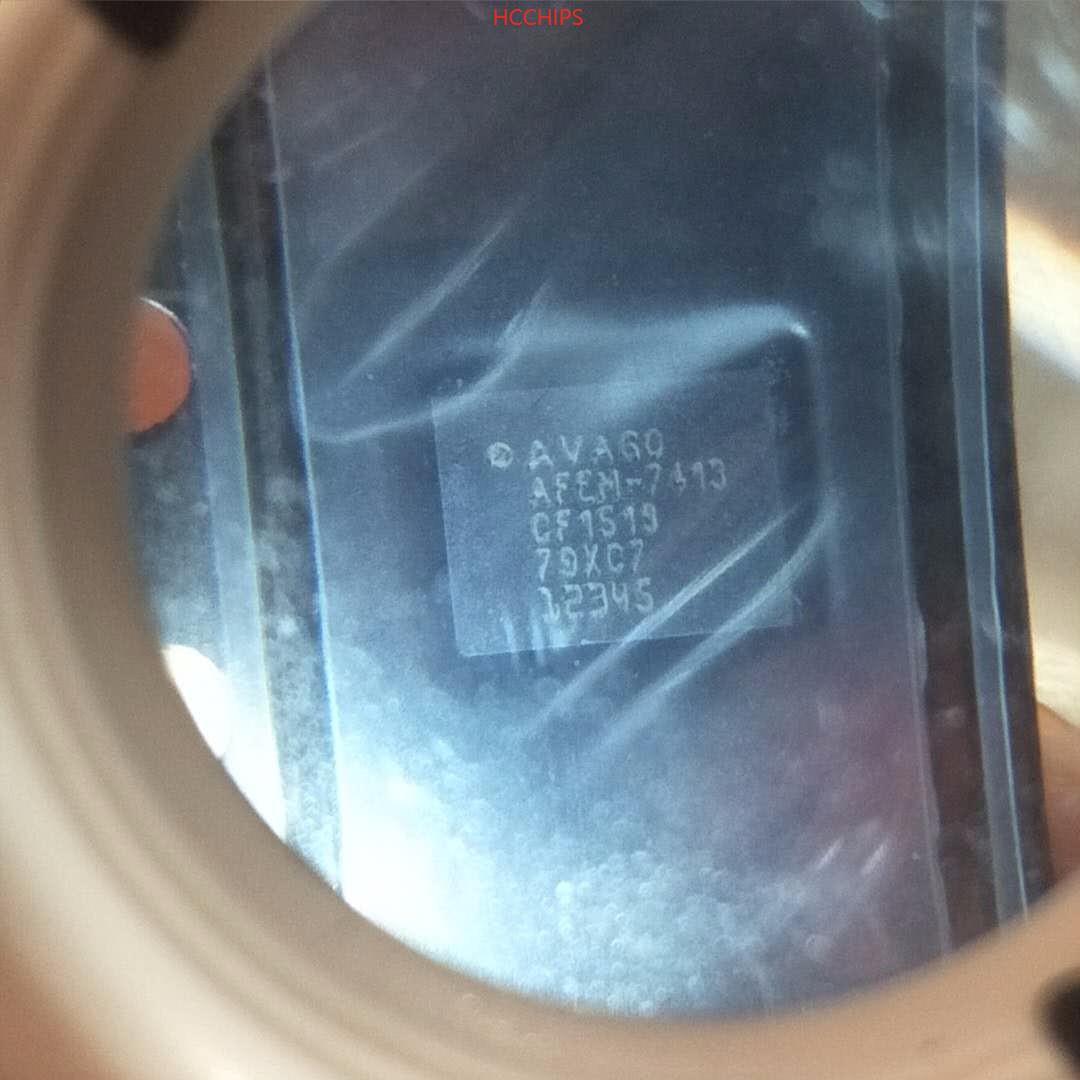 HCCHIPS
AVAGO
AFEM-7413
CF1519
79XC7
12345